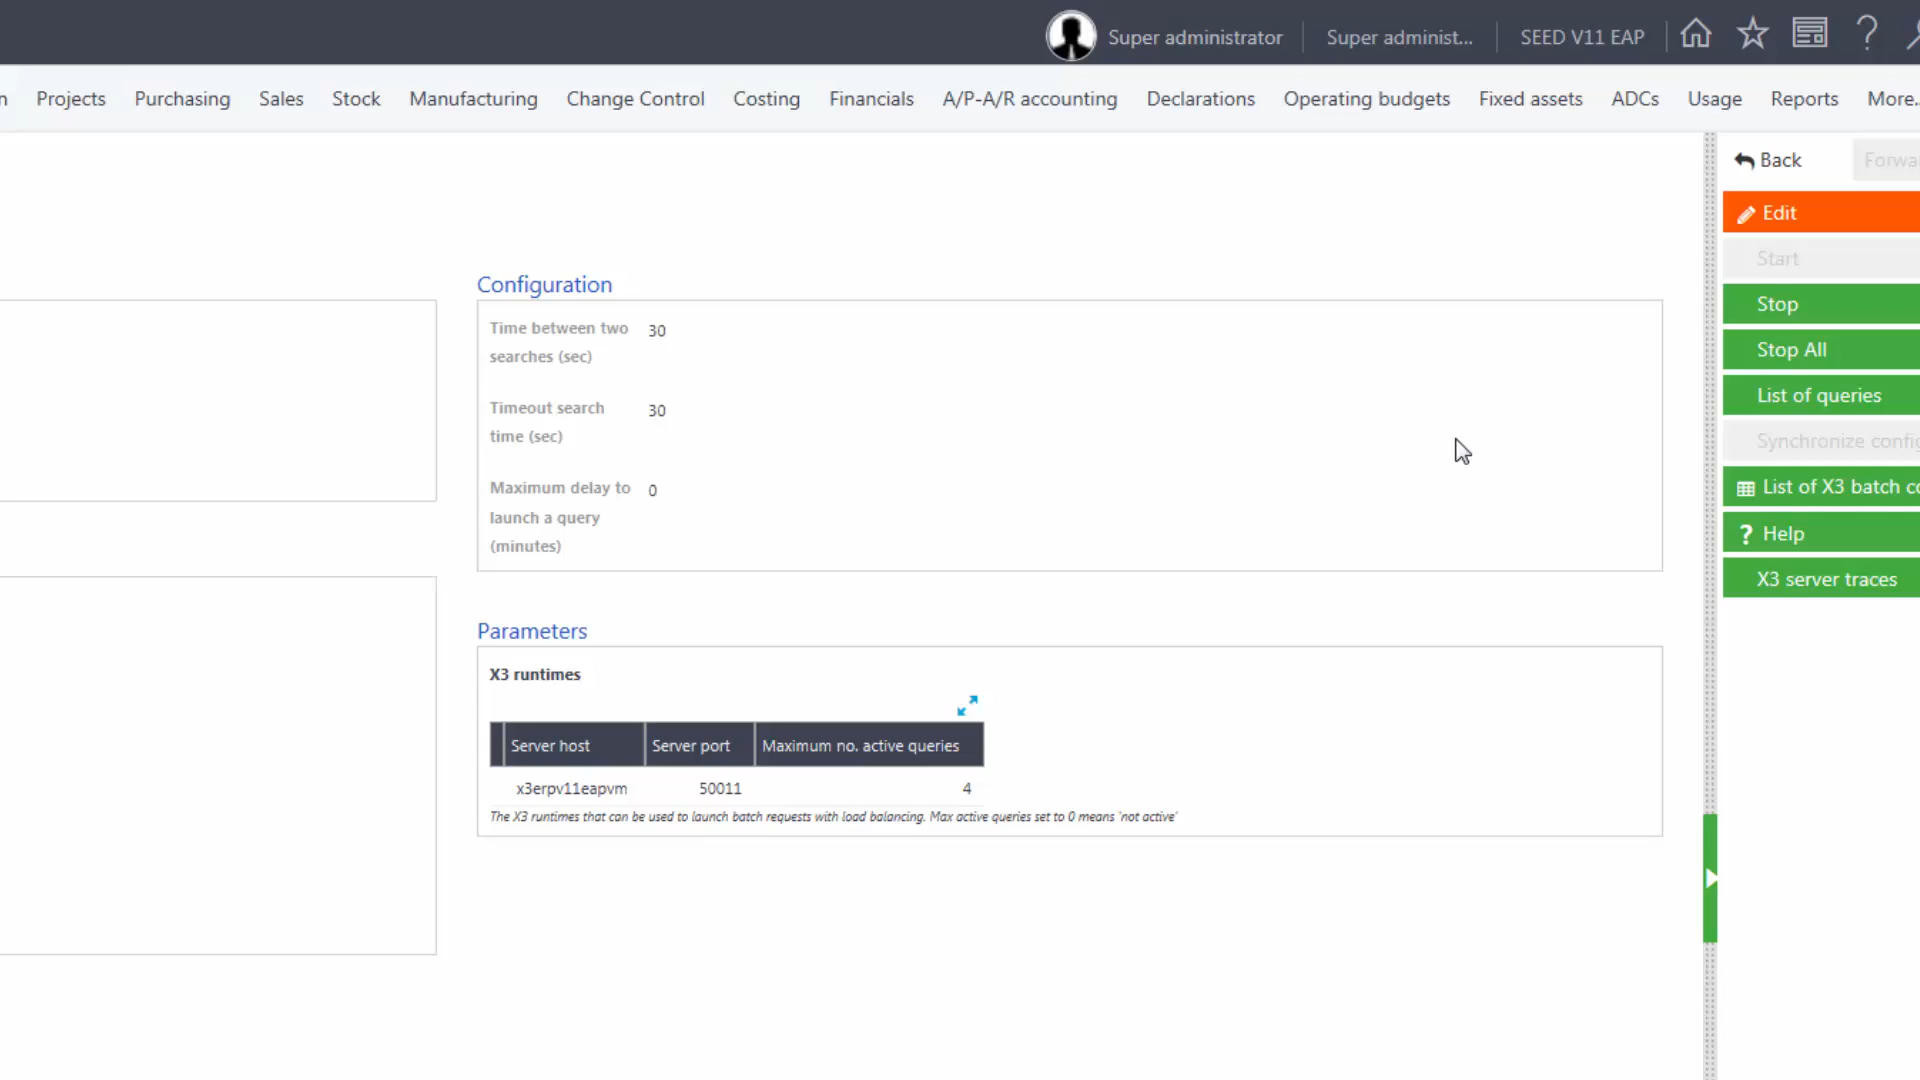 Super administrator
Super administ...
SEED V11 EAP
n Projects Purchasing Sales Stock Manufacturing Change Control Costing Financials A/P-A/R accounting Declarations Operating budgets Fixed assets ADCs Usage Reports More..
Back
Forwa
Edit
Start
Stop
Stop All
List of queries
Synchronize config
List of X3 batch co
? Help
X3 server traces
Configuration
Time between two
searches (sec)
30
Timeout search
time (sec)
30
Maximum delay to
launch a query
(minutes)
0
Parameters
X3 runtimes
Server host Server port Maximum no. active queries
x3erpv11eapvm 50011 4
The X3 runtimes that can be used to launch batch requests with load balancing. Max active queries set to 0 means 'not active'